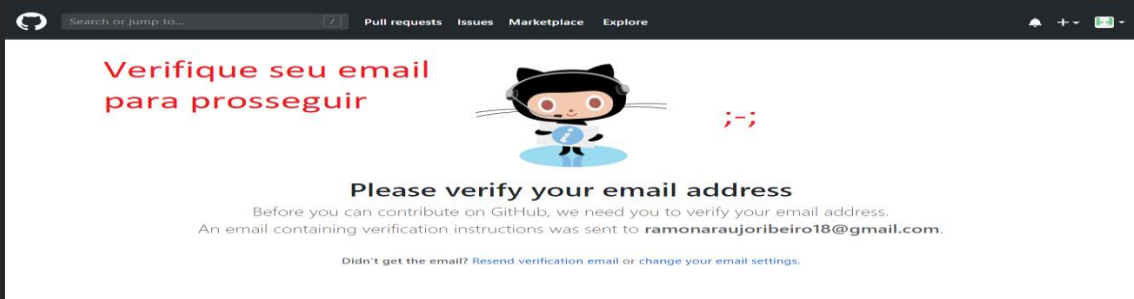 Search or jump to... /
Pull requests Issues Marketplace Explore
Verifique seu email
para prosseguir
;-;
i
Please verify your email address
Before you can contribute on GitHub, we need you to verify your email address.
An email containing verification instructions was sent to ramonaraujoribeiro18@gmail.com.
Didn't get the email? Resend verification email or change your email settings.